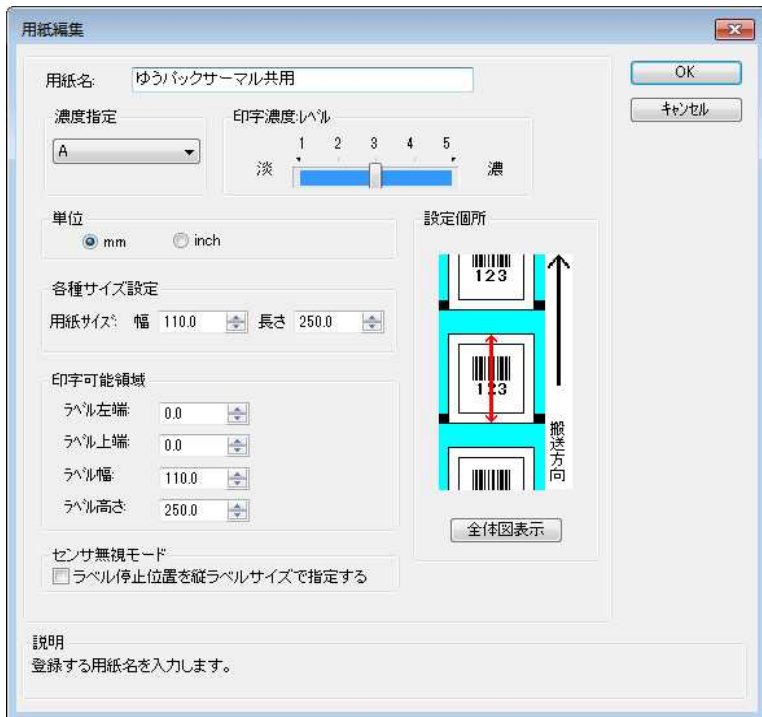 用紙編集
用紙名: ゆうパックサーマル共用
OK
キャンセル
濃度指定
A
印字濃度:レベル
1 2 3 4 5
淡 濃
単位
mm inch
各種サイズ設定
用紙サイズ: 幅 110.0 長さ 250.0
印字可能領域
ラベル左端: 0.0
ラベル上端: 0.0
ラベル幅: 110.0
ラベル高さ: 250.0
センサ無視モード
ラベル停止位置を縦ラベルサイズで指定する
設定個所
123
123
搬送方向
全体図表示
説明
登録する用紙名を入力します。